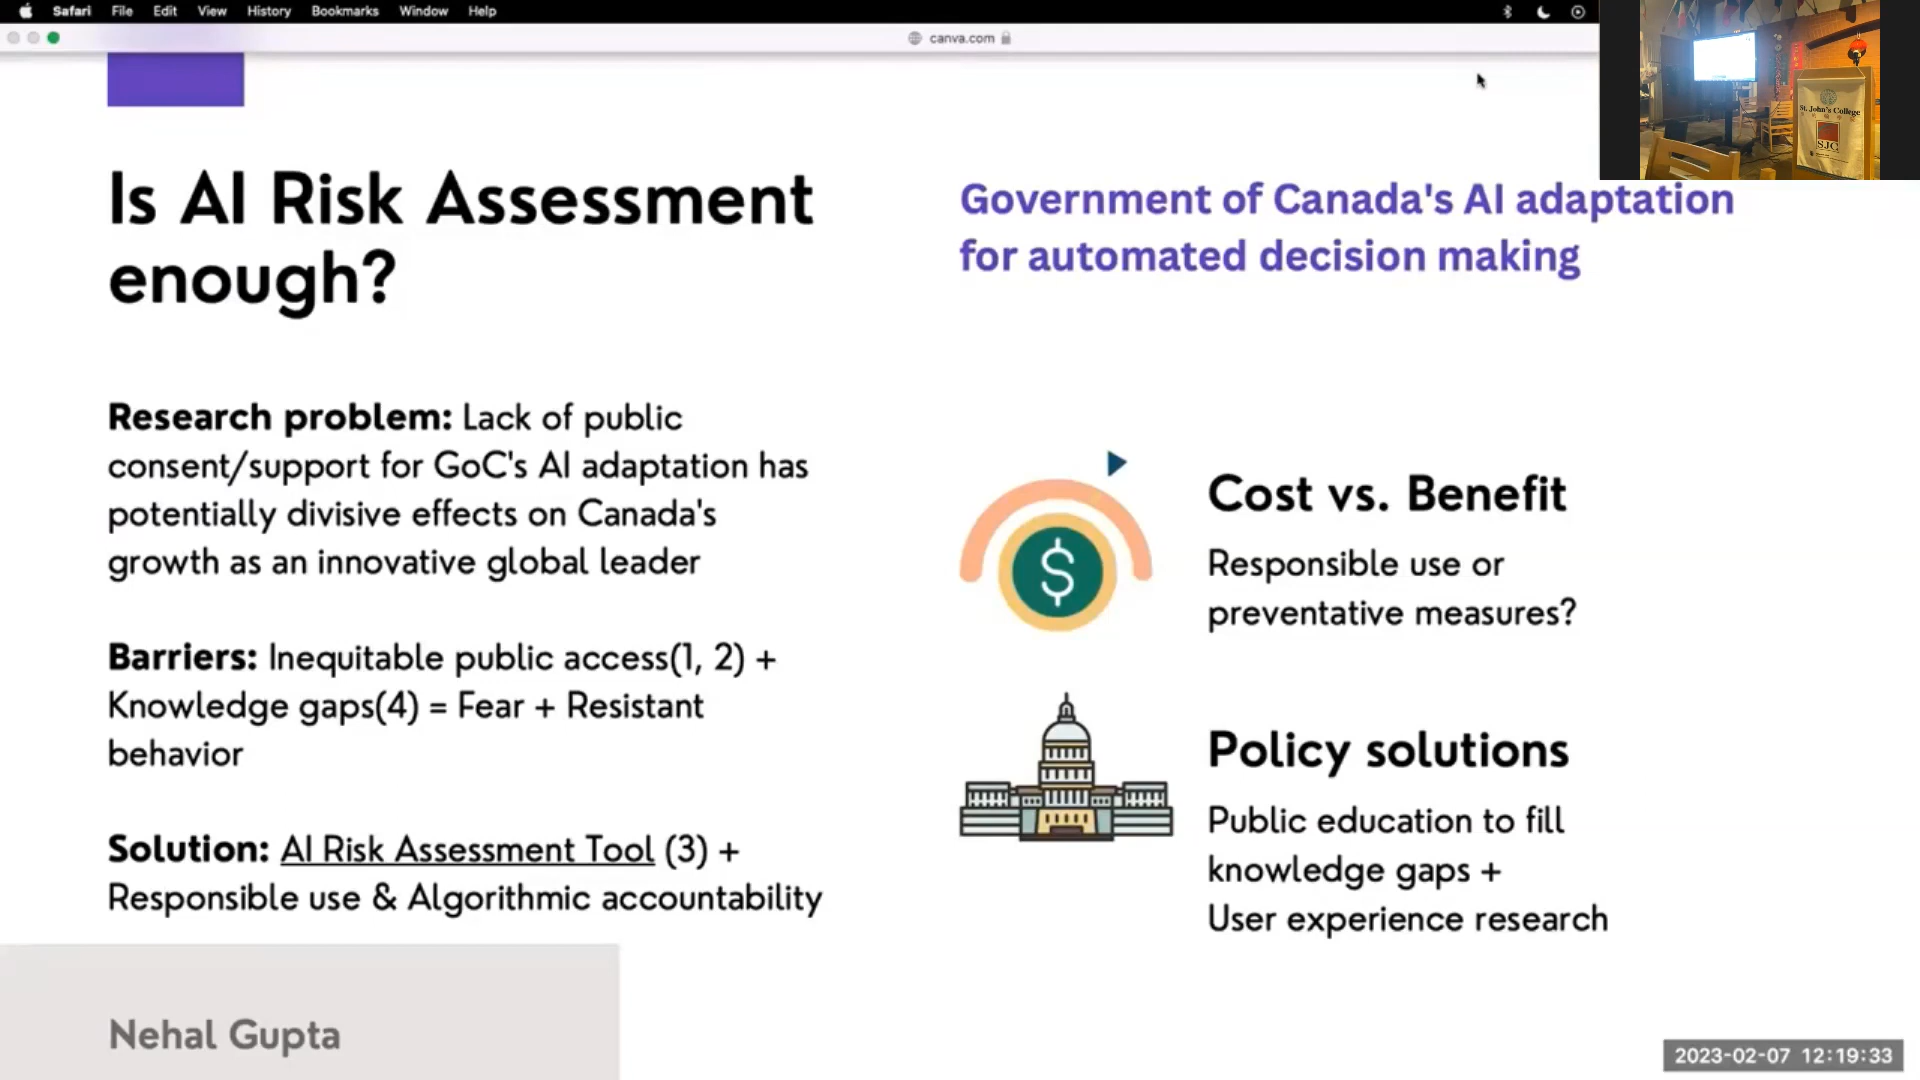 Safari File Edit View History Bookmarks Window Help
canva.com
St. John's College
SJC
Is AI Risk Assessment
enough?
Government of Canada's AI adaptation
for automated decision making
Research problem: Lack of public
consent/support for GoC's AI adaptation has
potentially divisive effects on Canada's
growth as an innovative global leader
Barriers: Inequitable public access(1, 2) +
Knowledge gaps(4) = Fear + Resistant
behavior
Solution: AI Risk Assessment Tool (3) +
Responsible use & Algorithmic accountability
$
Cost vs. Benefit
Responsible use or
preventative measures?
Policy solutions
Public education to fill
knowledge gaps +
User experience research
Nehal Gupta
2023-02-07 12:19:33